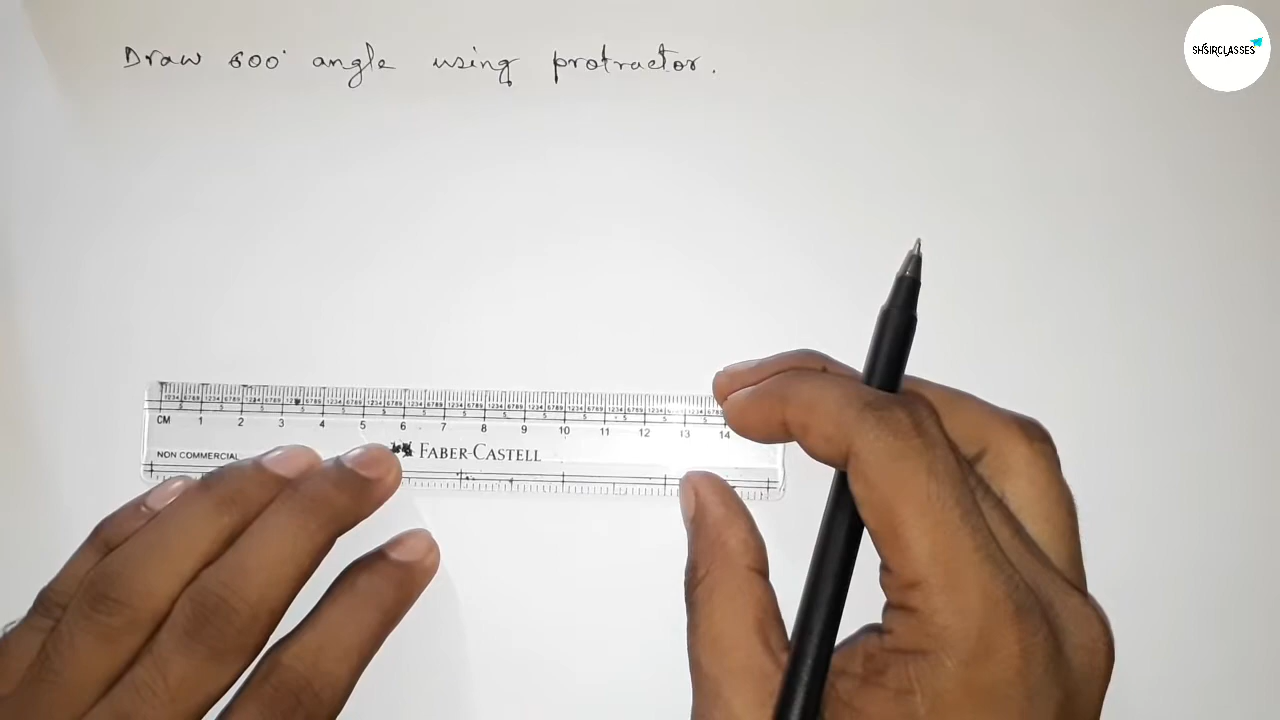 Draw 600° angle using protractor.
SHSIRCLASSES
CM 1 2 3 4 5 6 7 8 9 10 11 12 13 14
NON COMMERCIAL FABER-CASTELL